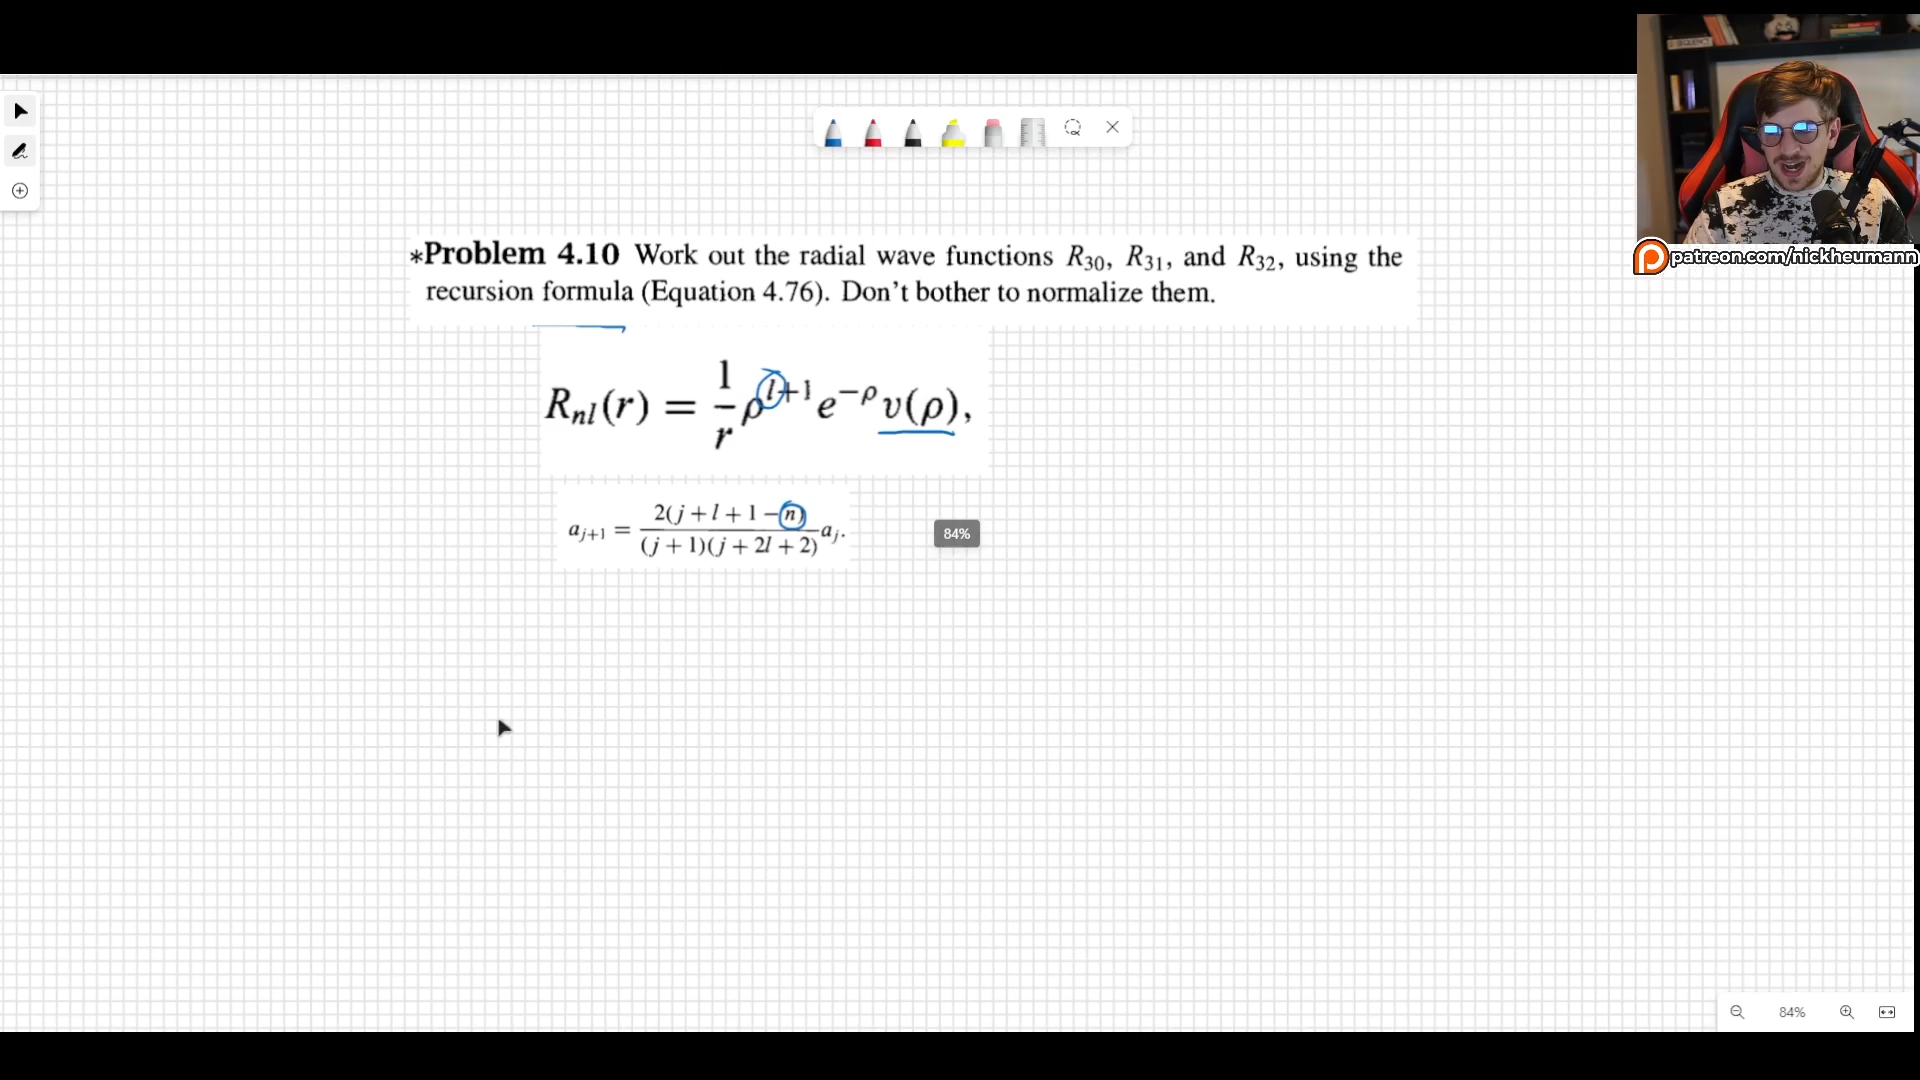 *Problem 4.10 Work out the radial wave functions R₃₀, R₃₁, and R₃₂, using the
recursion formula (Equation 4.76). Don't bother to normalize them.
Rₙₗ(r) = 1/r ρ^(l+1) e^(−ρ) v(ρ),
a_(j+1) = 2(j + l + 1 − n) / (j + 1)(j + 2l + 2) a_j.
84%
patreon.com/nickheumann
84%